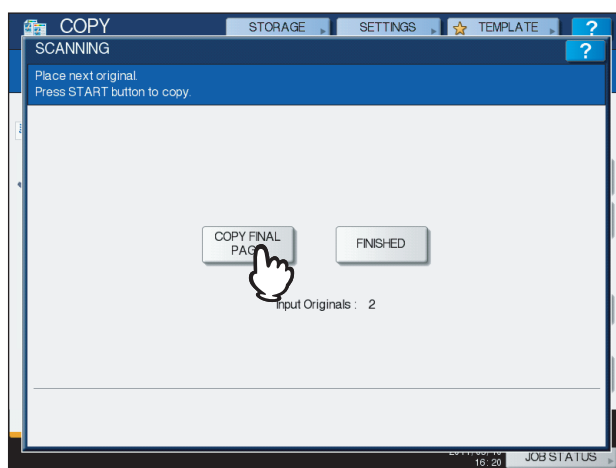 COPY
STORAGE
SETTINGS
TEMPLATE
?
SCANNING
?
Place next original.
Press START button to copy.
COPY FINAL
FINISHED
Input Originals : 2
16:20
JOB STATUS